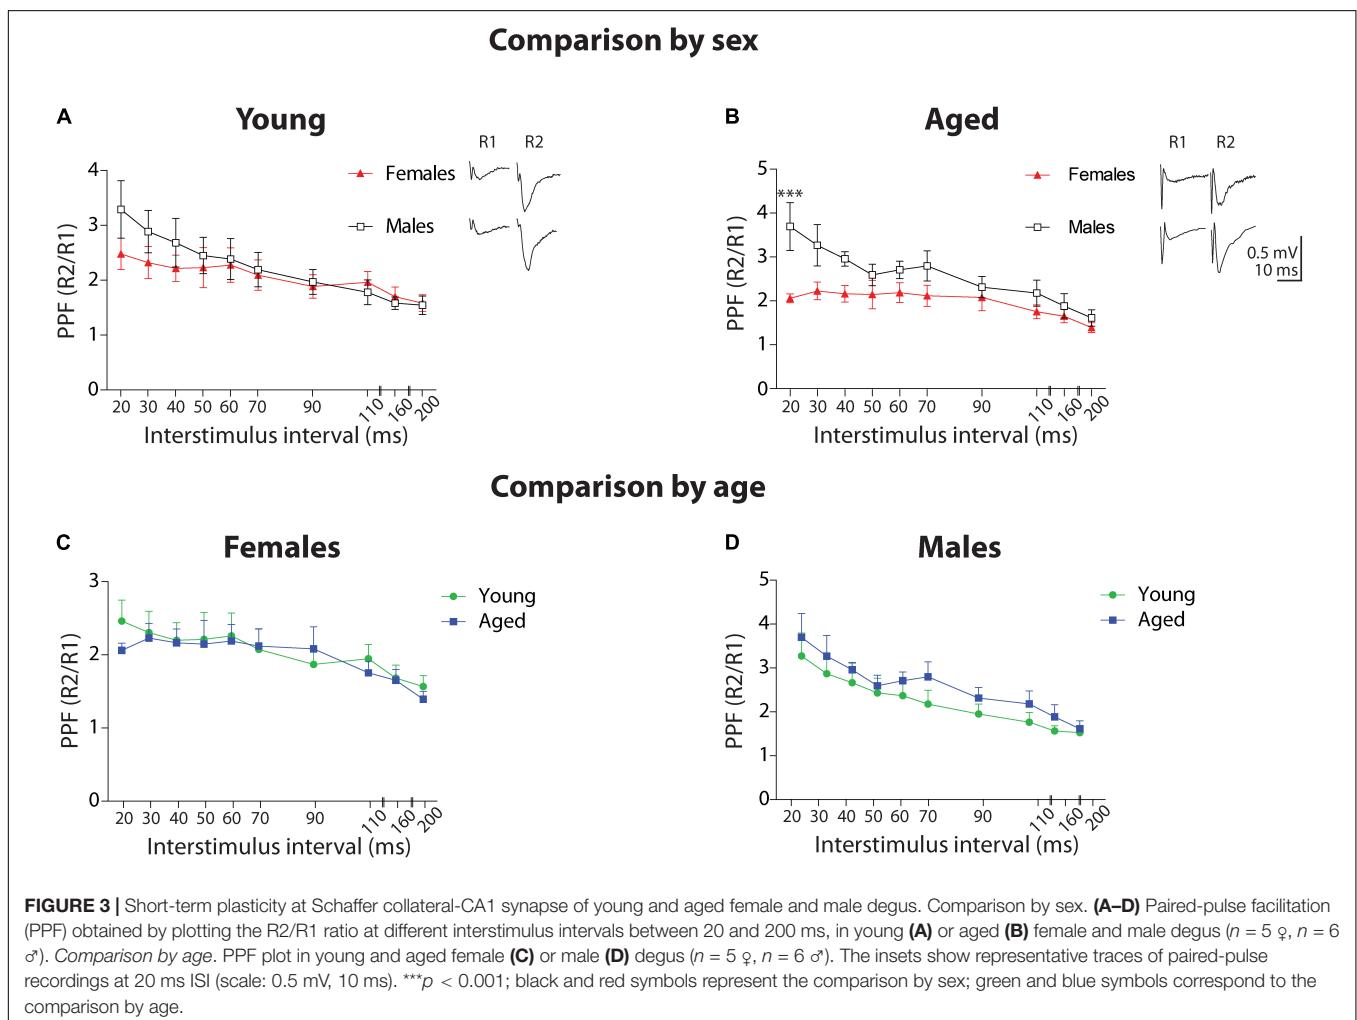 Comparison by sex
A
Young
R1 R2
Females
Males
4
3
2
1
0
PPF (R2/R1)
20 30 40 50 60 70 90 110 160 200
Interstimulus interval (ms)
B
Aged
R1 R2
***
Females
Males
0.5 mV
10 ms
5
4
3
2
1
0
PPF (R2/R1)
20 30 40 50 60 70 90 110 160 200
Interstimulus interval (ms)
Comparison by age
C
Females
Young
Aged
3
2
1
0
PPF (R2/R1)
20 30 40 50 60 70 90 110 160 200
Interstimulus interval (ms)
D
Males
Young
Aged
5
4
3
2
1
0
PPF (R2/R1)
20 30 40 50 60 70 90 110 160 200
Interstimulus interval (ms)
FIGURE 3 | Short-term plasticity at Schaffer collateral-CA1 synapse of young and aged female and male degus. Comparison by sex. (A–D) Paired-pulse facilitation
(PPF) obtained by plotting the R2/R1 ratio at different interstimulus intervals between 20 and 200 ms, in young (A) or aged (B) female and male degus (n = 5 ♀, n = 6
♂). Comparison by age. PPF plot in young and aged female (C) or male (D) degus (n = 5 ♀, n = 6 ♂). The insets show representative traces of paired-pulse
recordings at 20 ms ISI (scale: 0.5 mV, 10 ms). ***p < 0.001; black and red symbols represent the comparison by sex; green and blue symbols correspond to the
comparison by age.